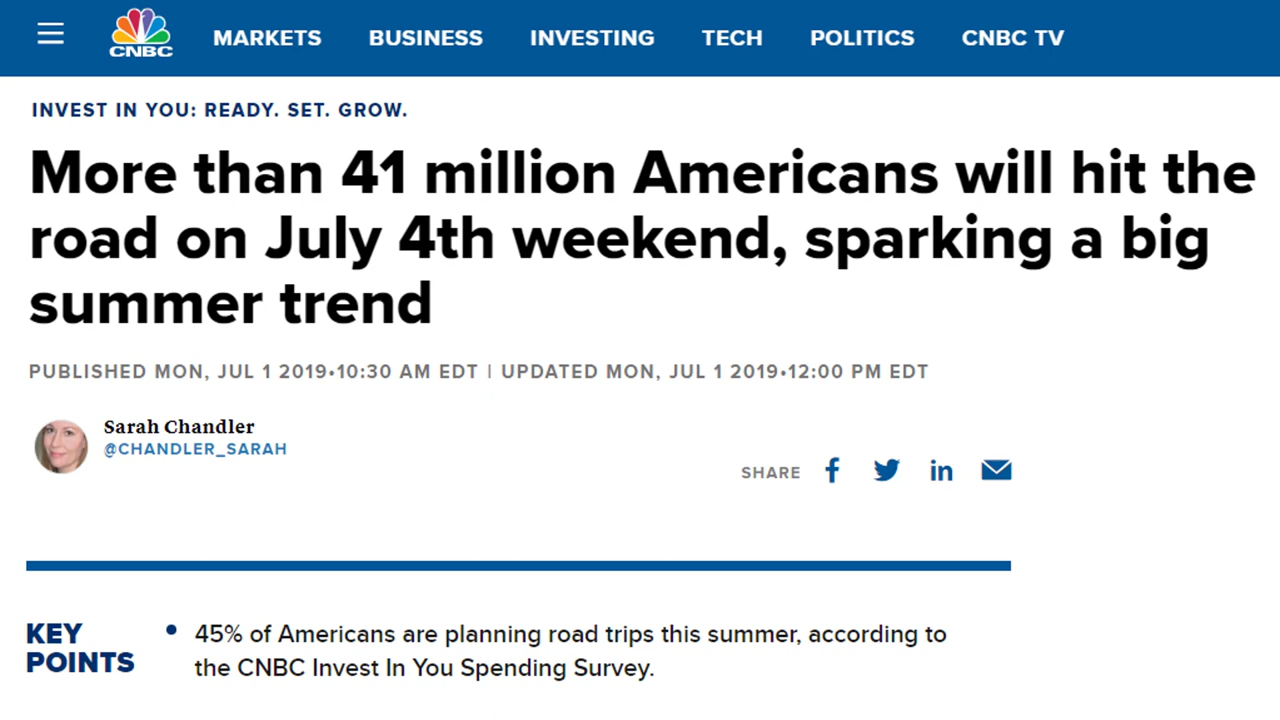 CNBC
MARKETS BUSINESS INVESTING TECH POLITICS CNBC TV
INVEST IN YOU: READY. SET. GROW.
More than 41 million Americans will hit the
road on July 4th weekend, sparking a big
summer trend
PUBLISHED MON, JUL 1 2019•10:30 AM EDT | UPDATED MON, JUL 1 2019•12:00 PM EDT
Sarah Chandler
@CHANDLER_SARAH
SHARE
KEY
POINTS
• 45% of Americans are planning road trips this summer, according to
the CNBC Invest In You Spending Survey.